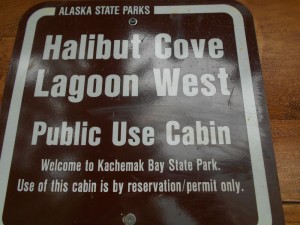 ALASKA STATE PARKS
Halibut Cove
Lagoon West
Public Use Cabin
Welcome to Kachemak Bay State Park.
Use of this cabin is by reservation/permit only.